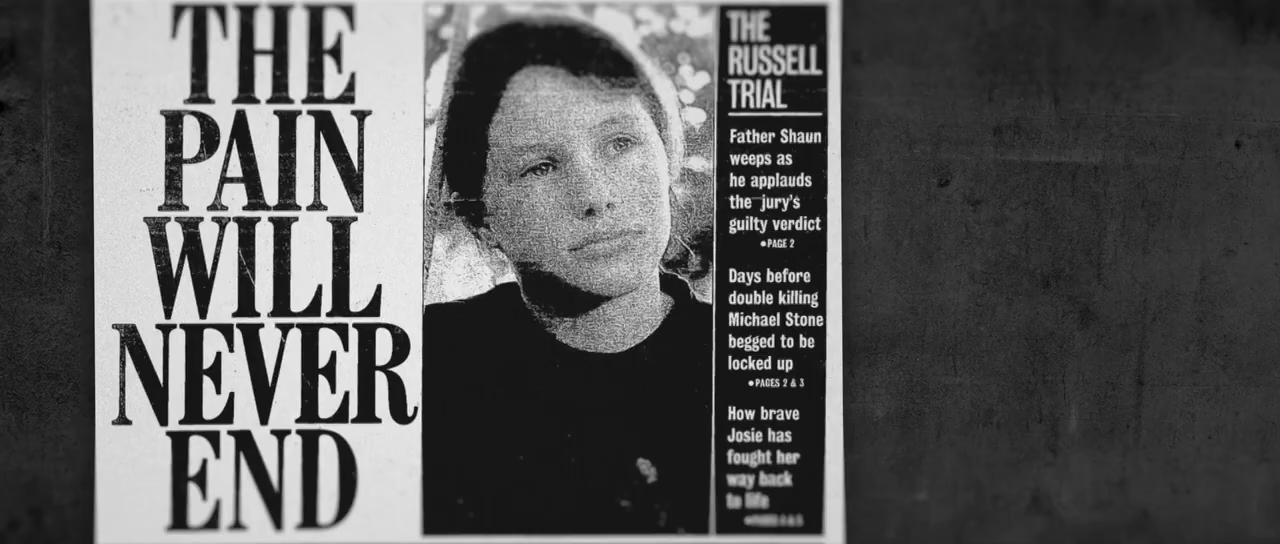 THE
PAIN
WILL
NEVER
END
THE
RUSSELL
TRIAL
Father Shaun
weeps as
he applauds
the jury's
guilty verdict
●PAGE 2
Days before
double killing
Michael Stone
begged to be
locked up
●PAGES 2 & 3
How brave
Josie has
fought her
way back
to life